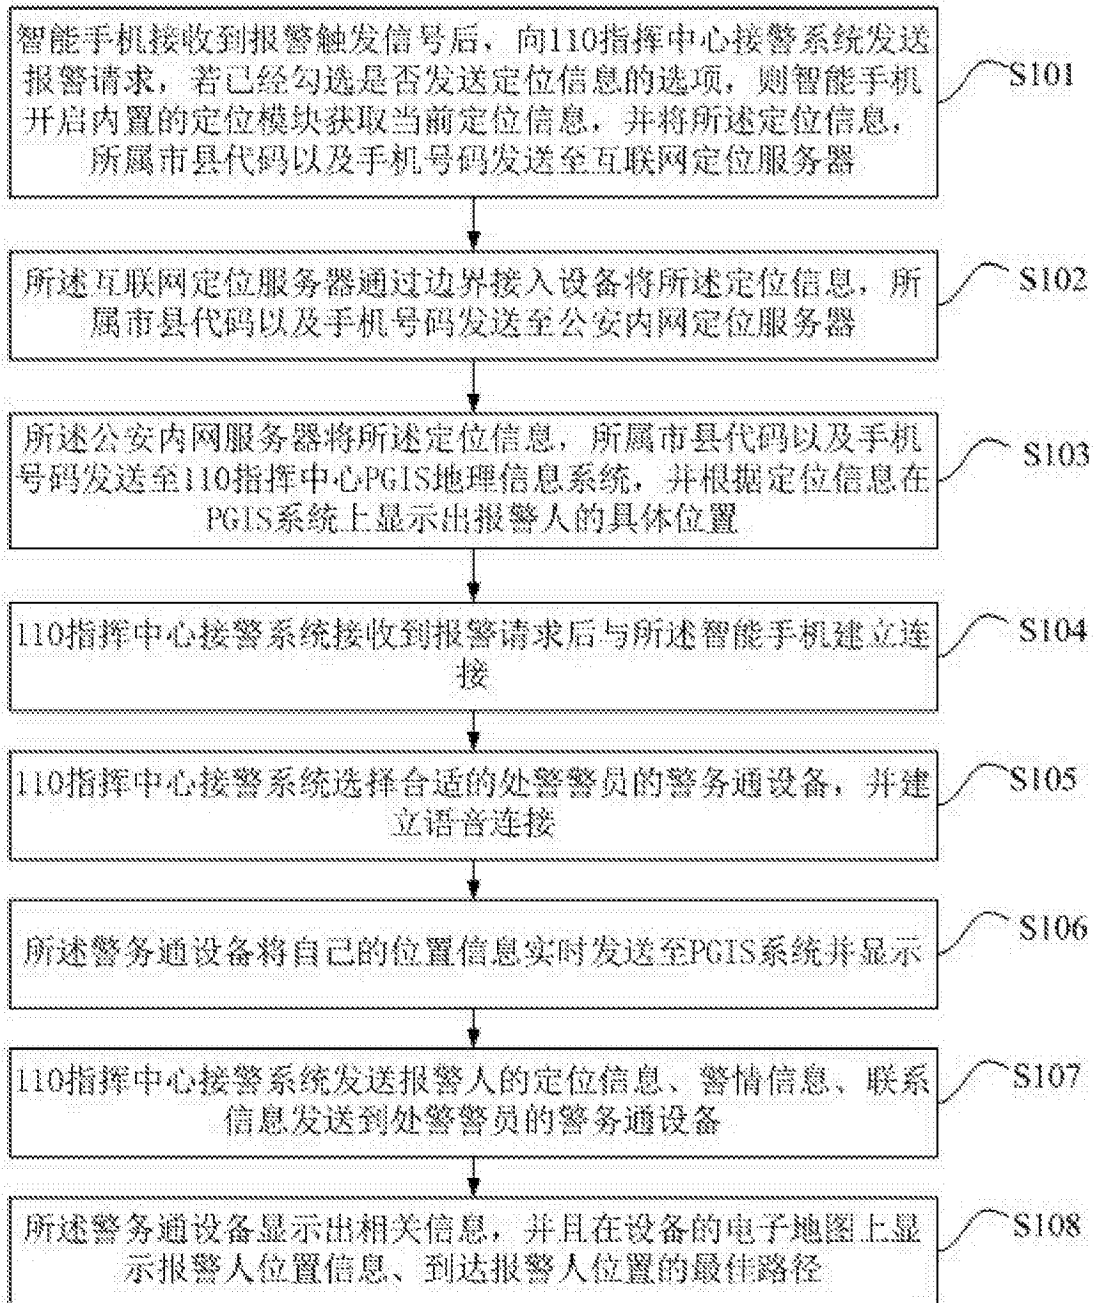 智能手机接收到报警触发信号后、向110指挥中心接警系统发送
报警请求，若已经勾选是否发送定位信息的选项，则智能手机
开启内置的定位模块获取当前定位信息，并将所述定位信息，
所属市县代码以及手机号码发送至互联网定位服务器
S101
所述互联网定位服务器通过边界接入设备将所述定位信息，所
属市县代码以及手机号码发送至公安内网定位服务器
S102
所述公安内网服务器将所述定位信息，所属市县代码以及手机
号码发送至110指挥中心PGIS地理信息系统，并根据定位信息在
PGIS系统上显示出报警人的具体位置
S103
110指挥中心接警系统接收到报警请求后与所述智能手机建立连
接
S104
110指挥中心接警系统选择合适的处警警员的警务通设备，并建
立语音连接
S105
所述警务通设备将自己的位置信息实时发送至PGIS系统并显示
S106
110指挥中心接警系统发送报警人的定位信息、警情信息、联系
信息发送到处警警员的警务通设备
S107
所述警务通设备显示出相关信息，并且在设备的电子地图上显
示报警人位置信息、到达报警人位置的最佳路径
S108